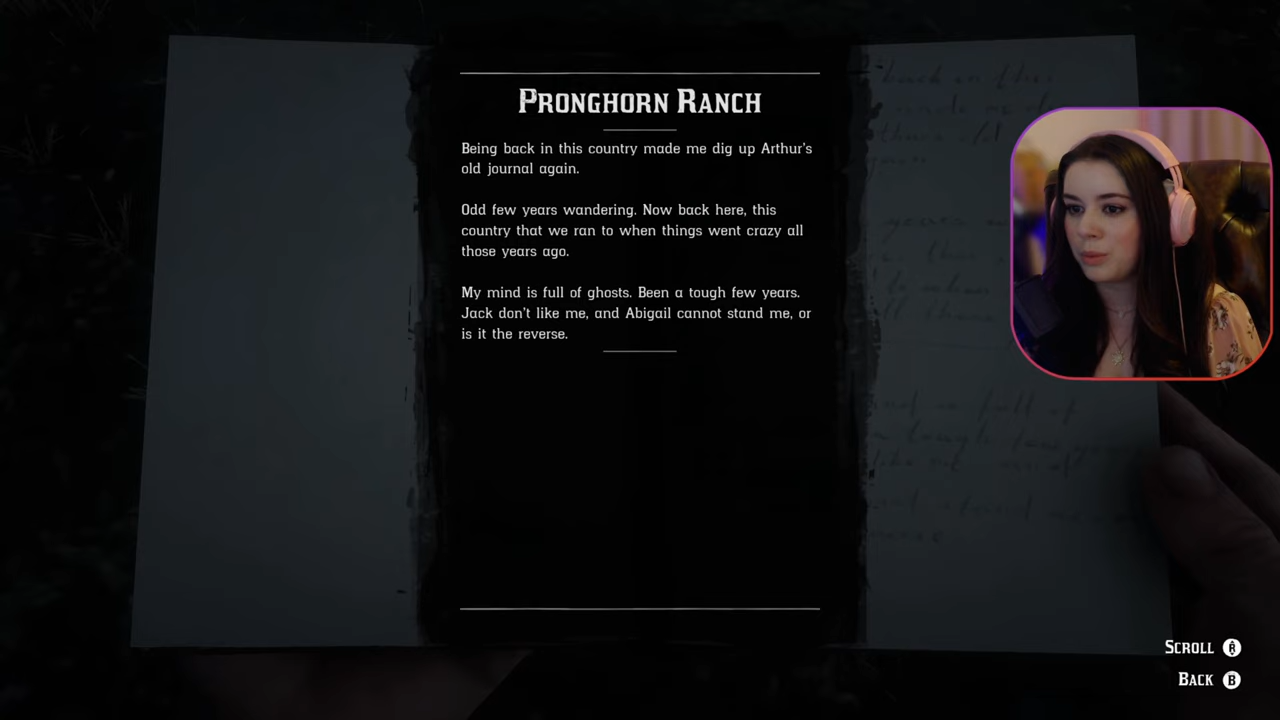 Pronghorn Ranch
Being back in this country made me dig up Arthur's
old journal again.
Odd few years wandering. Now back here, this
country that we ran to when things went crazy all
those years ago.
My mind is full of ghosts. Been a tough few years.
Jack don't like me, and Abigail cannot stand me, or
is it the reverse.
Scroll R
Back B